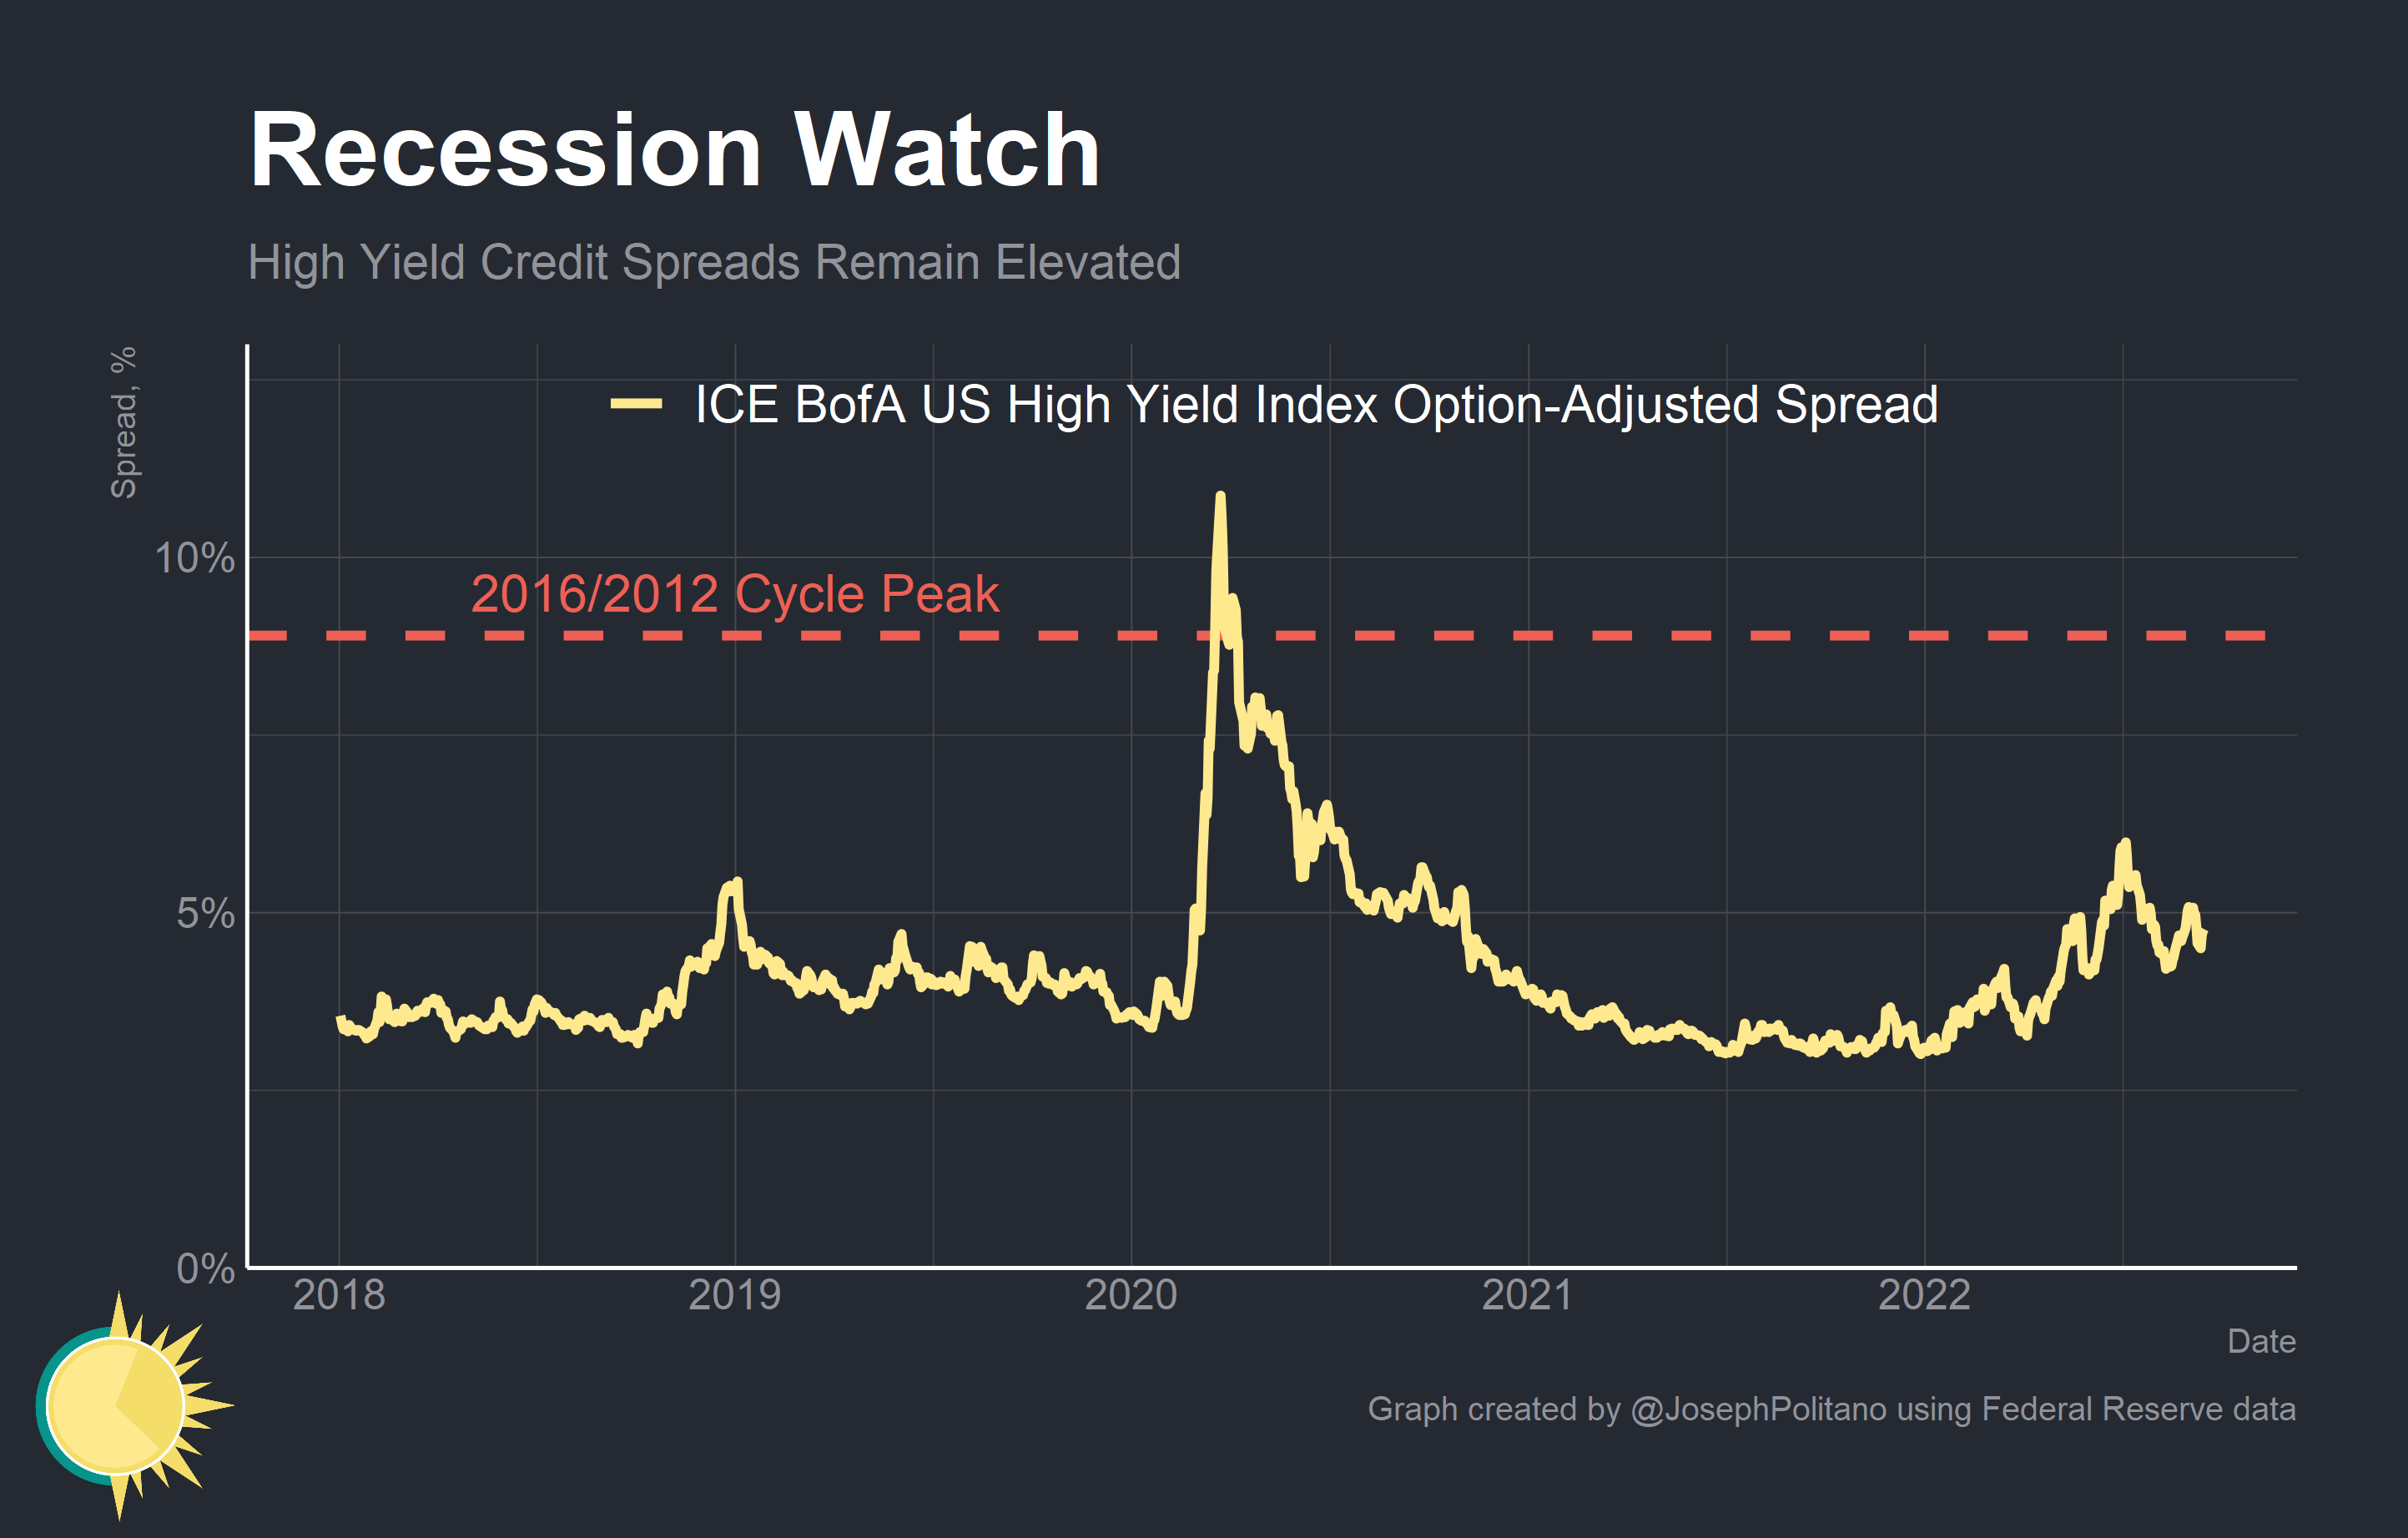 Recession Watch
High Yield Credit Spreads Remain Elevated
Spread, %
ICE BofA US High Yield Index Option-Adjusted Spread
10%
2016/2012 Cycle Peak
5%
0%
2018 2019 2020 2021 2022
Date
Graph created by @JosephPolitano using Federal Reserve data